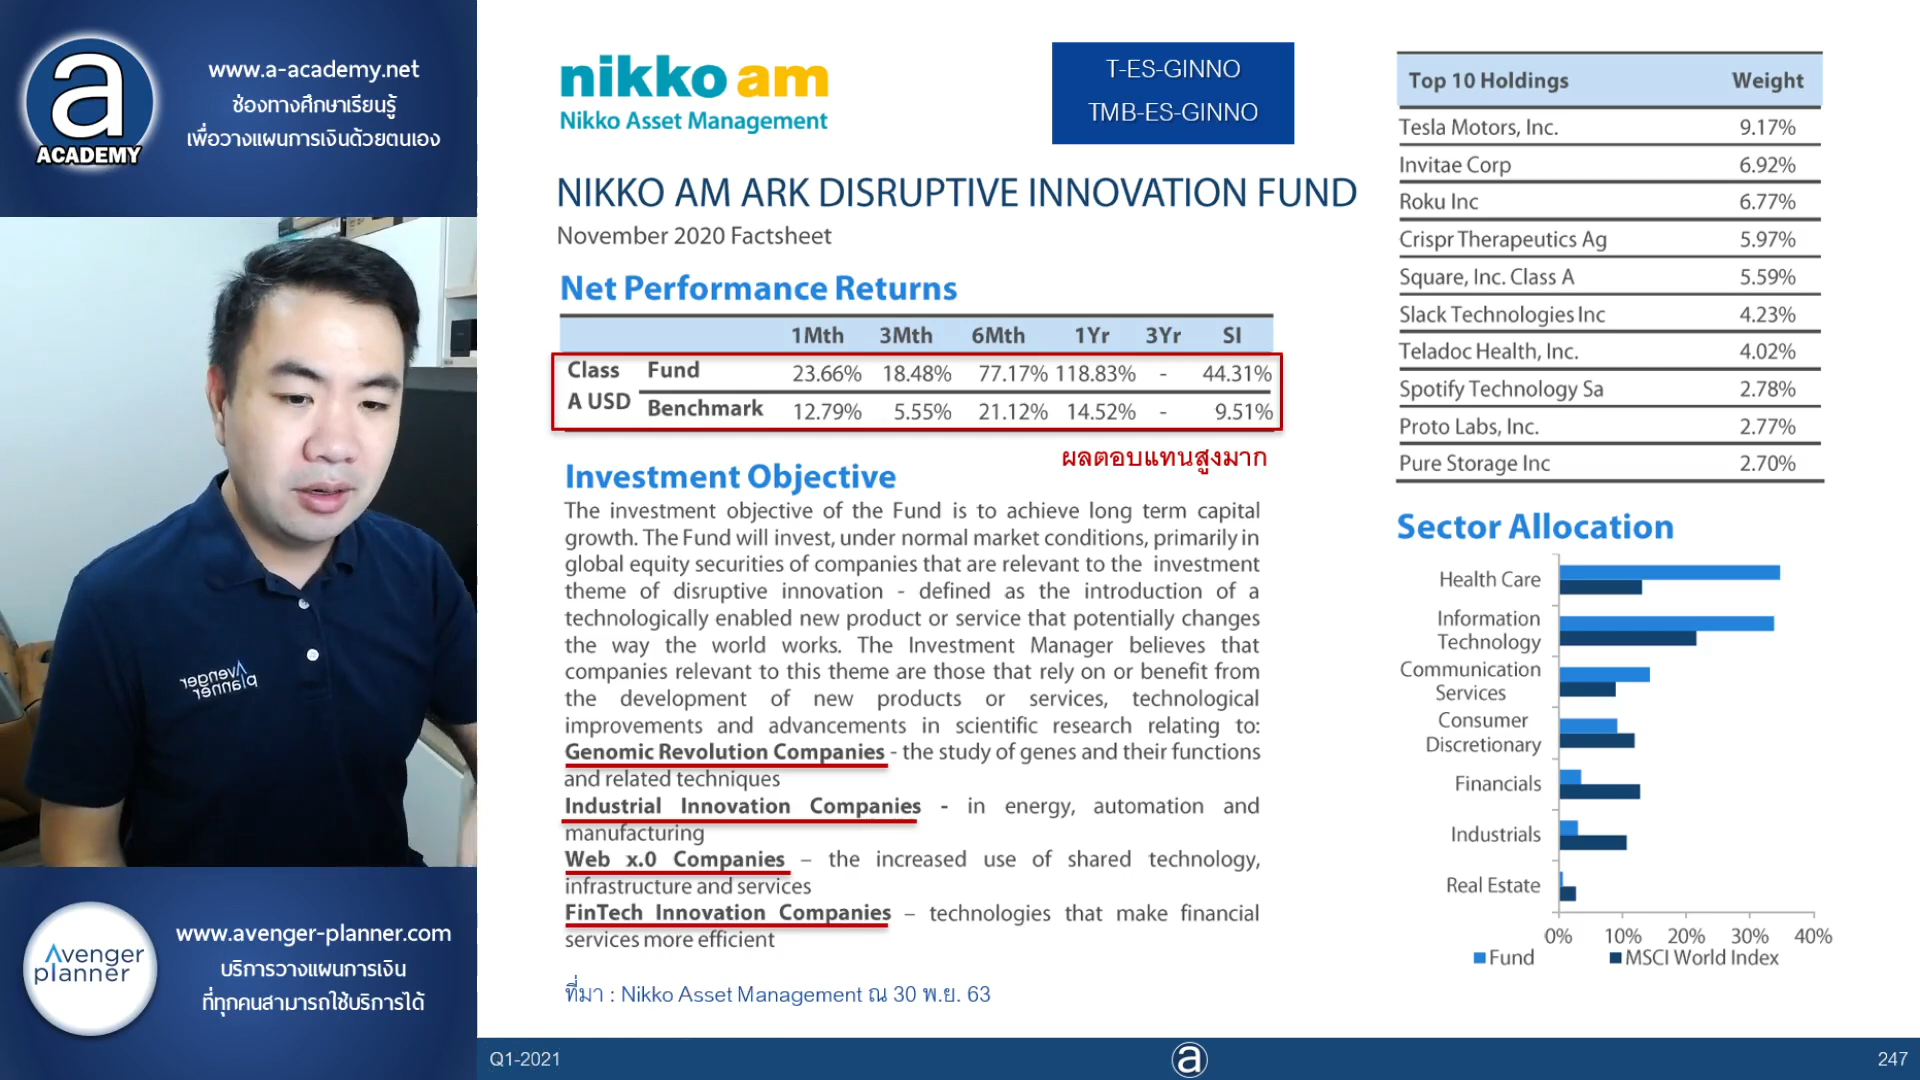 a
ACADEMY
www.a-academy.net
ช่องทางศึกษาเรียนรู้
เพื่อวางแผนการเงินด้วยตนเอง
Avenger
planner
Avenger
planner
www.avenger-planner.com
บริการวางแผนการเงิน
ที่ทุกคนสามารถใช้บริการได้
nikko am
Nikko Asset Management
T-ES-GINNO
TMB-ES-GINNO
NIKKO AM ARK DISRUPTIVE INNOVATION FUND
November 2020 Factsheet
Net Performance Returns
1Mth 3Mth 6Mth 1Yr 3Yr SI
Class Fund 23.66% 18.48% 77.17% 118.83% - 44.31%
A USD Benchmark 12.79% 5.55% 21.12% 14.52% - 9.51%
ผลตอบแทนสูงมาก
Investment Objective
The investment objective of the Fund is to achieve long term capital
growth. The Fund will invest, under normal market conditions, primarily in
global equity securities of companies that are relevant to the investment
theme of disruptive innovation - defined as the introduction of a
technologically enabled new product or service that potentially changes
the way the world works. The Investment Manager believes that
companies relevant to this theme are those that rely on or benefit from
the development of new products or services, technological
improvements and advancements in scientific research relating to:
Genomic Revolution Companies - the study of genes and their functions
and related techniques
Industrial Innovation Companies - in energy, automation and
manufacturing
Web x.0 Companies – the increased use of shared technology,
infrastructure and services
FinTech Innovation Companies – technologies that make financial
services more efficient
ที่มา : Nikko Asset Management ณ 30 พ.ย. 63
Top 10 Holdings Weight
Tesla Motors, Inc. 9.17%
Invitae Corp 6.92%
Roku Inc 6.77%
Crispr Therapeutics Ag 5.97%
Square, Inc. Class A 5.59%
Slack Technologies Inc 4.23%
Teladoc Health, Inc. 4.02%
Spotify Technology Sa 2.78%
Proto Labs, Inc. 2.77%
Pure Storage Inc 2.70%
Sector Allocation
Health Care
Information
Technology
Communication
Services
Consumer
Discretionary
Financials
Industrials
Real Estate
0% 10% 20% 30% 40%
Fund MSCI World Index
Q1-2021
a
247